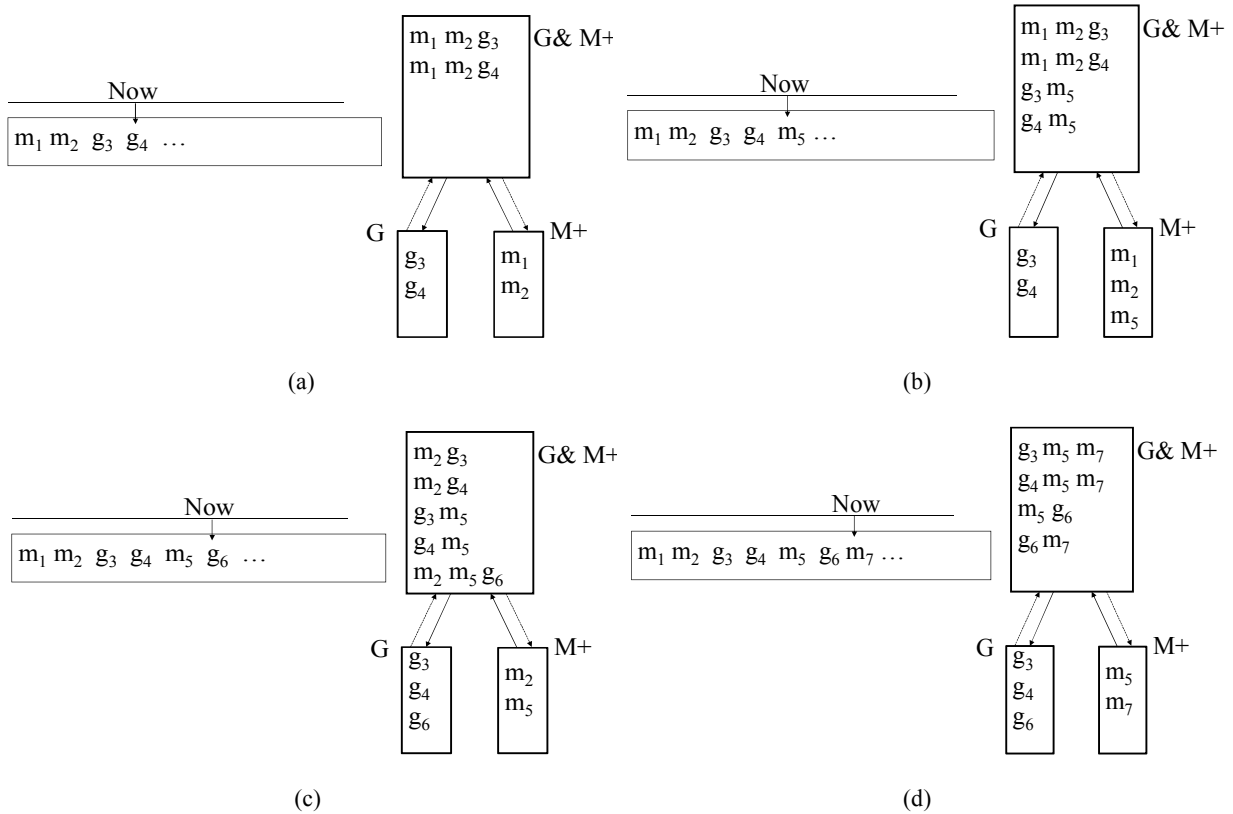 Now
m₁ m₂ g₃ g₄ …
m₁ m₂ g₃
m₁ m₂ g₄
G& M+
G
g₃
g₄
M+
m₁
m₂
(a)
Now
m₁ m₂ g₃ g₄ m₅ …
m₁ m₂ g₃
m₁ m₂ g₄
g₃ m₅
g₄ m₅
G& M+
G
g₃
g₄
M+
m₁
m₂
m₅
(b)
Now
m₁ m₂ g₃ g₄ m₅ g₆ …
m₂ g₃
m₂ g₄
g₃ m₅
g₄ m₅
m₂ m₅ g₆
G& M+
G
g₃
g₄
g₆
M+
m₂
m₅
(c)
Now
m₁ m₂ g₃ g₄ m₅ g₆ m₇ …
g₃ m₅ m₇
g₄ m₅ m₇
m₅ g₆
g₆ m₇
G& M+
G
g₃
g₄
g₆
M+
m₅
m₇
(d)